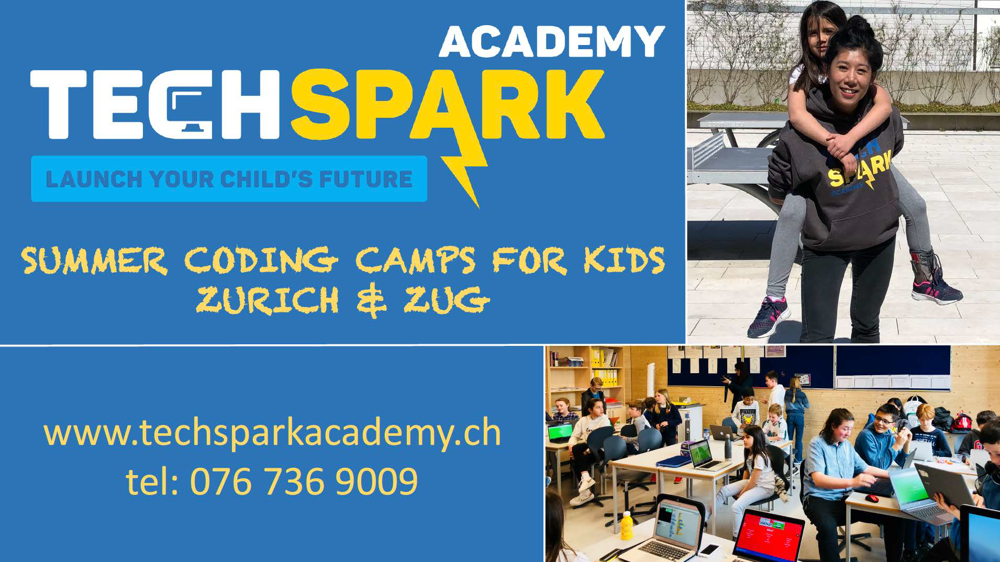 ACADEMY
TECHSPARK
LAUNCH YOUR CHILD'S FUTURE
SUMMER CODING CAMPS FOR KIDS
ZURICH & ZUG
www.techsparkacademy.ch
tel: 076 736 9009
SPARK
ACADEMY
PIKACHU